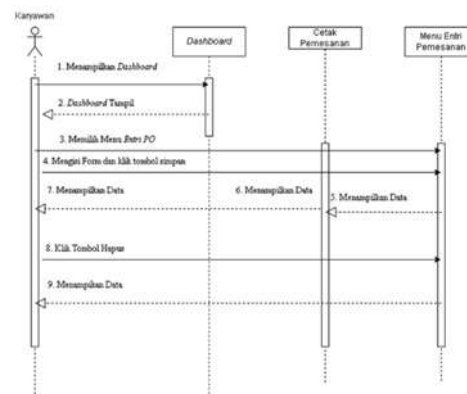 Karyawan
Dashboard
Cetak
Pemesanan
Menu Entri
Pemesanan
1. Menampilkan Dashboard
2. Dashboard Tampil
3. Memilih Menu Entri PO
4. Mengisi Form dan klik tombol simpan
7. Menampilkan Data
6. Menampilkan Data
5. Menampilkan Data
8. Klik Tombol Hapus
9. Menampikan Data